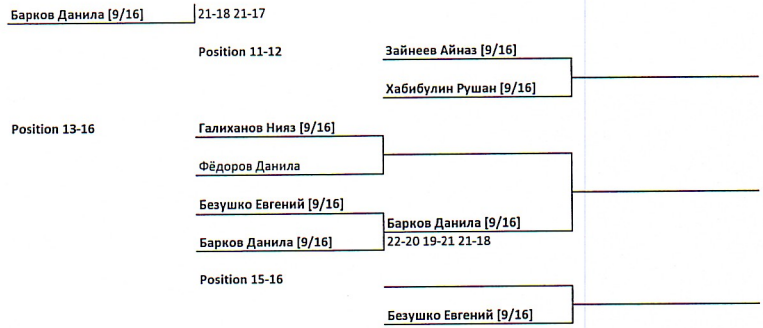 Барков Данила [9/16]
21-18 21-17
Position 11-12
Зайнеев Айназ [9/16]
Хабибулин Рушан [9/16]
Position 13-16
Галиханов Нияз [9/16]
Фёдоров Данила
Безушко Евгений [9/16]
Барков Данила [9/16]
Барков Данила [9/16]
22-20 19-21 21-18
Position 15-16
Безушко Евгений [9/16]